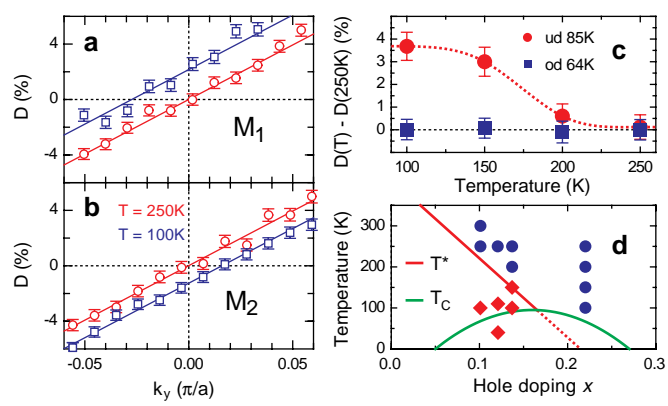 a
4
0
-4
D (%)
M1
b
T = 250K
T = 100K
4
0
-4
D (%)
M2
-0.05
0.00
0.05
ky (π/a)
c
ud 85K
od 64K
5
4
3
2
1
0
D(T) - D(250K) (%)
100
150
200
250
Temperature (K)
d
T*
TC
300
200
100
0
Temperature (K)
0.0
0.1
0.2
0.3
Hole doping x